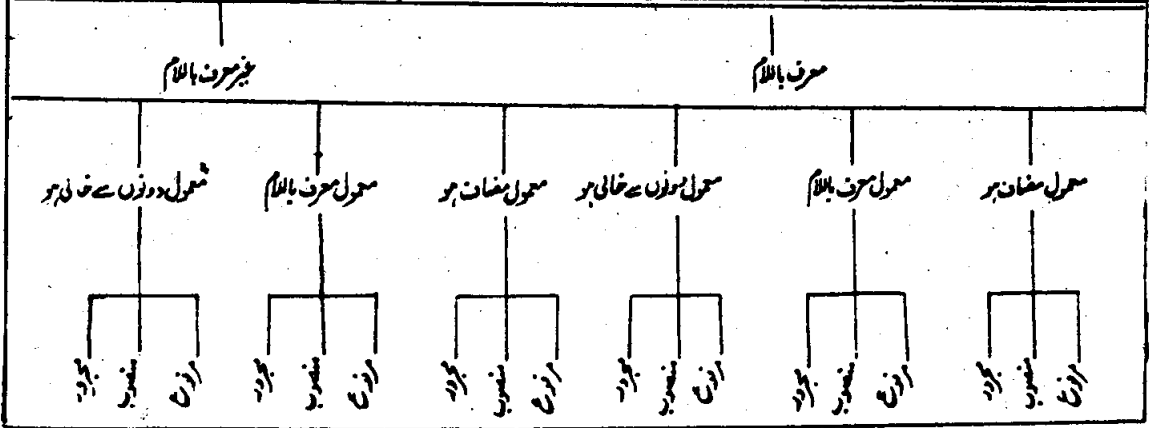 معرف باللام غیر معرف باللام
معمول مضاف ہو معمول معرف باللام معمول دونوں سے خالی ہو معمول مضاف ہو معمول معرف باللام معمول دونوں سے خالی ہو
مرفوع منصوب مجرور مرفوع منصوب مجرور مرفوع منصوب مجرور مرفوع منصوب مجرور مرفوع منصوب مجرور مرفوع منصوب مجرور